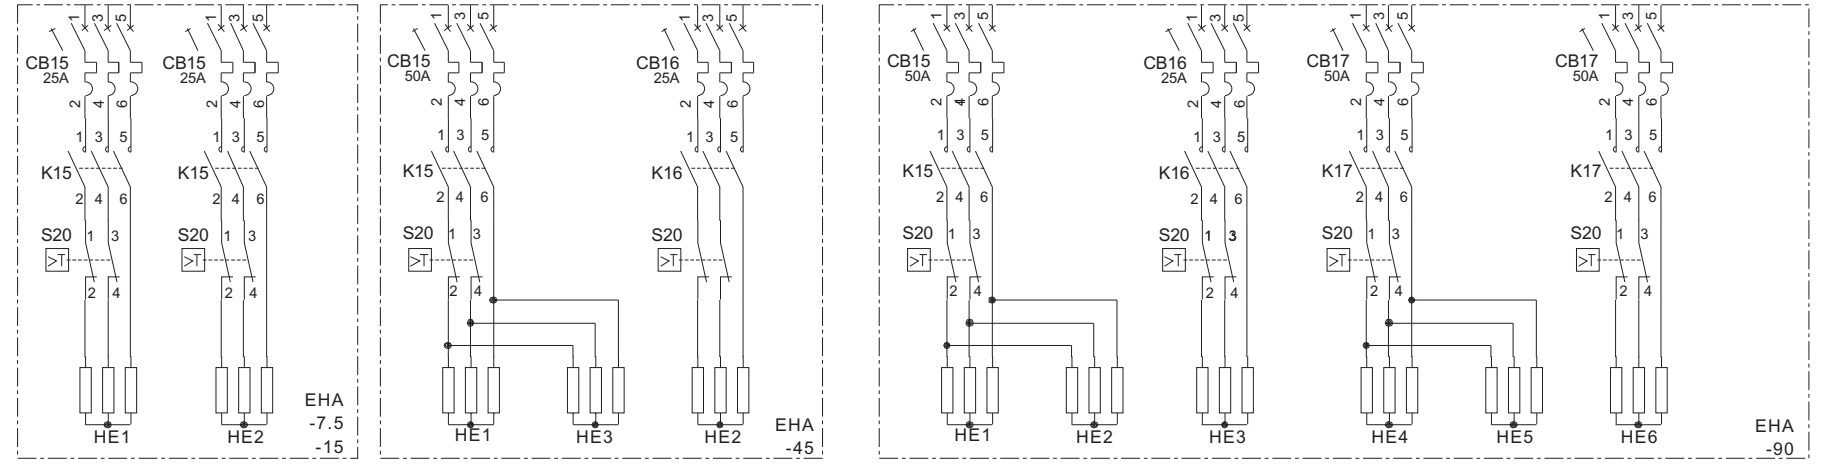 1 3 5 1 3 5
CB15 CB15
25A 25A
2 4 6 2 4 6
1 3 5 1 3 5
K15 K15
2 4 6 2 4 6
S20 1 3 S20 1 3
>T >T
2 4 2 4
HE1 HE2
EHA
-7.5
-15
1 3 5 1 3 5
CB15 CB16
50A 25A
2 4 6 2 4 6
1 3 5 1 3 5
K15 K16
2 4 6 2 4 6
S20 1 3 S20
>T >T
2 4
HE1 HE3 HE2
EHA
-45
1 3 5 1 3 5 1 3 5 1 3 5
CB15 CB16 CB17 CB17
50A 25A 50A 50A
2 4 6 2 4 6 2 4 6 2 4 6
1 3 5 1 3 5 1 3 5 1 3 5
K15 K16 K17 K17
2 4 6 2 4 6 2 4 6 2 4 6
S20 1 3 S20 1 3 S20 1 3 S20 1 3
>T >T >T >T
2 4 2 4 2 4 2 4
HE1 HE2 HE3 HE4 HE5 HE6
EHA
-90